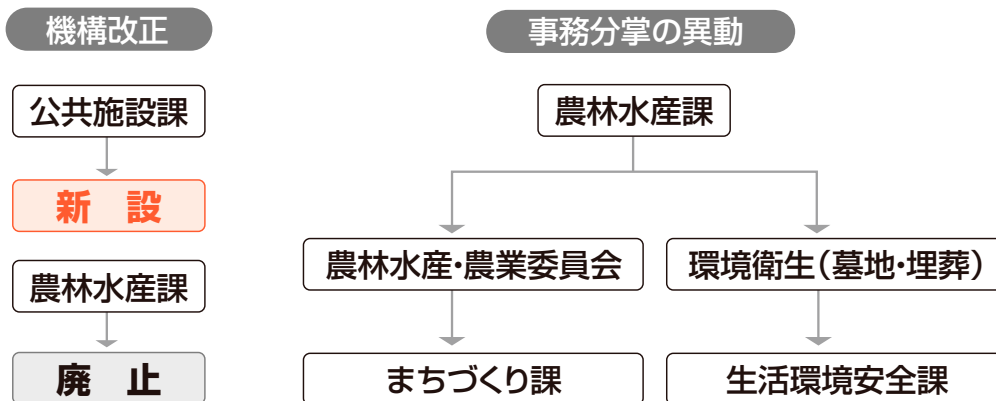 機構改正
公共施設課
新設
農林水産課
廃止
事務分掌の異動
農林水産課
農林水産・農業委員会
環境衛生(墓地・埋葬)
まちづくり課
生活環境安全課